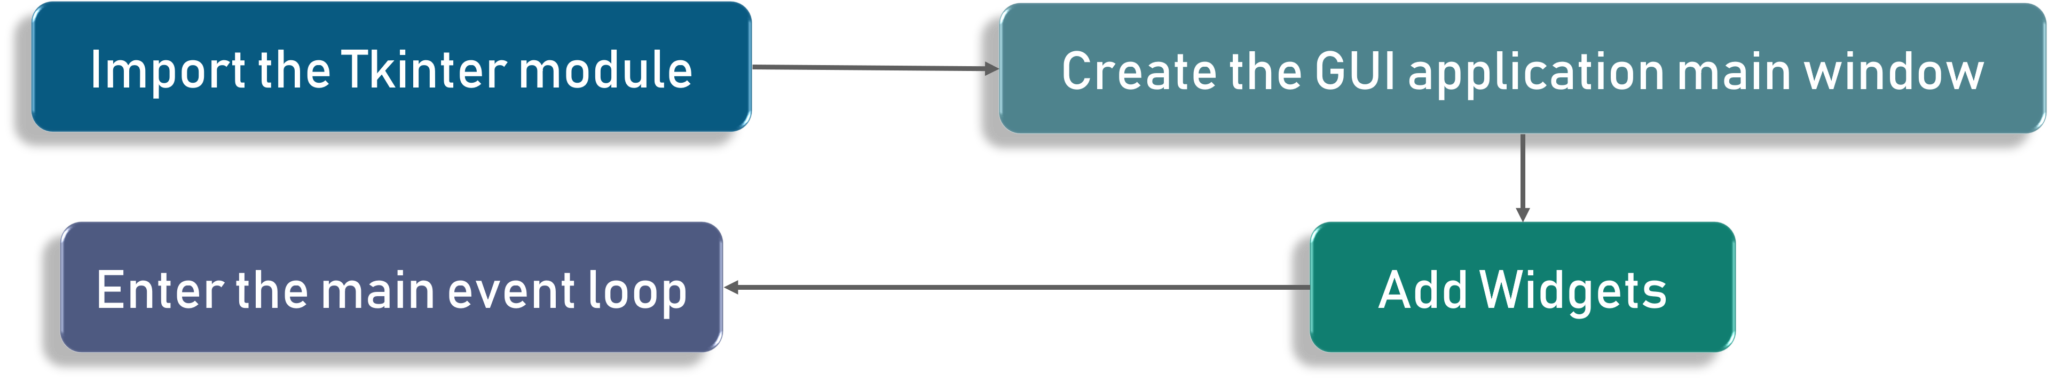 Import the Tkinter module
Create the GUI application main window
Add Widgets
Enter the main event loop